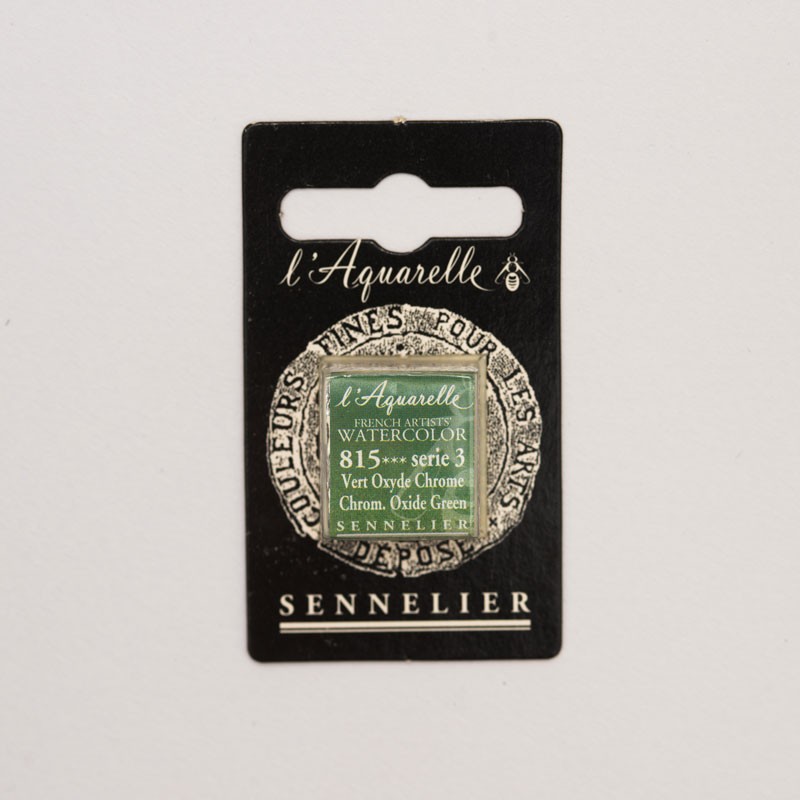 l'Aquarelle
COULEURS FINES POUR LES ARTS
DÉPOSÉ
l'Aquarelle
FRENCH ARTISTS'
WATERCOLOR
815*** serie 3
Vert Oxyde Chrome
Chrom. Oxide Green
SENNELIER
SENNELIER